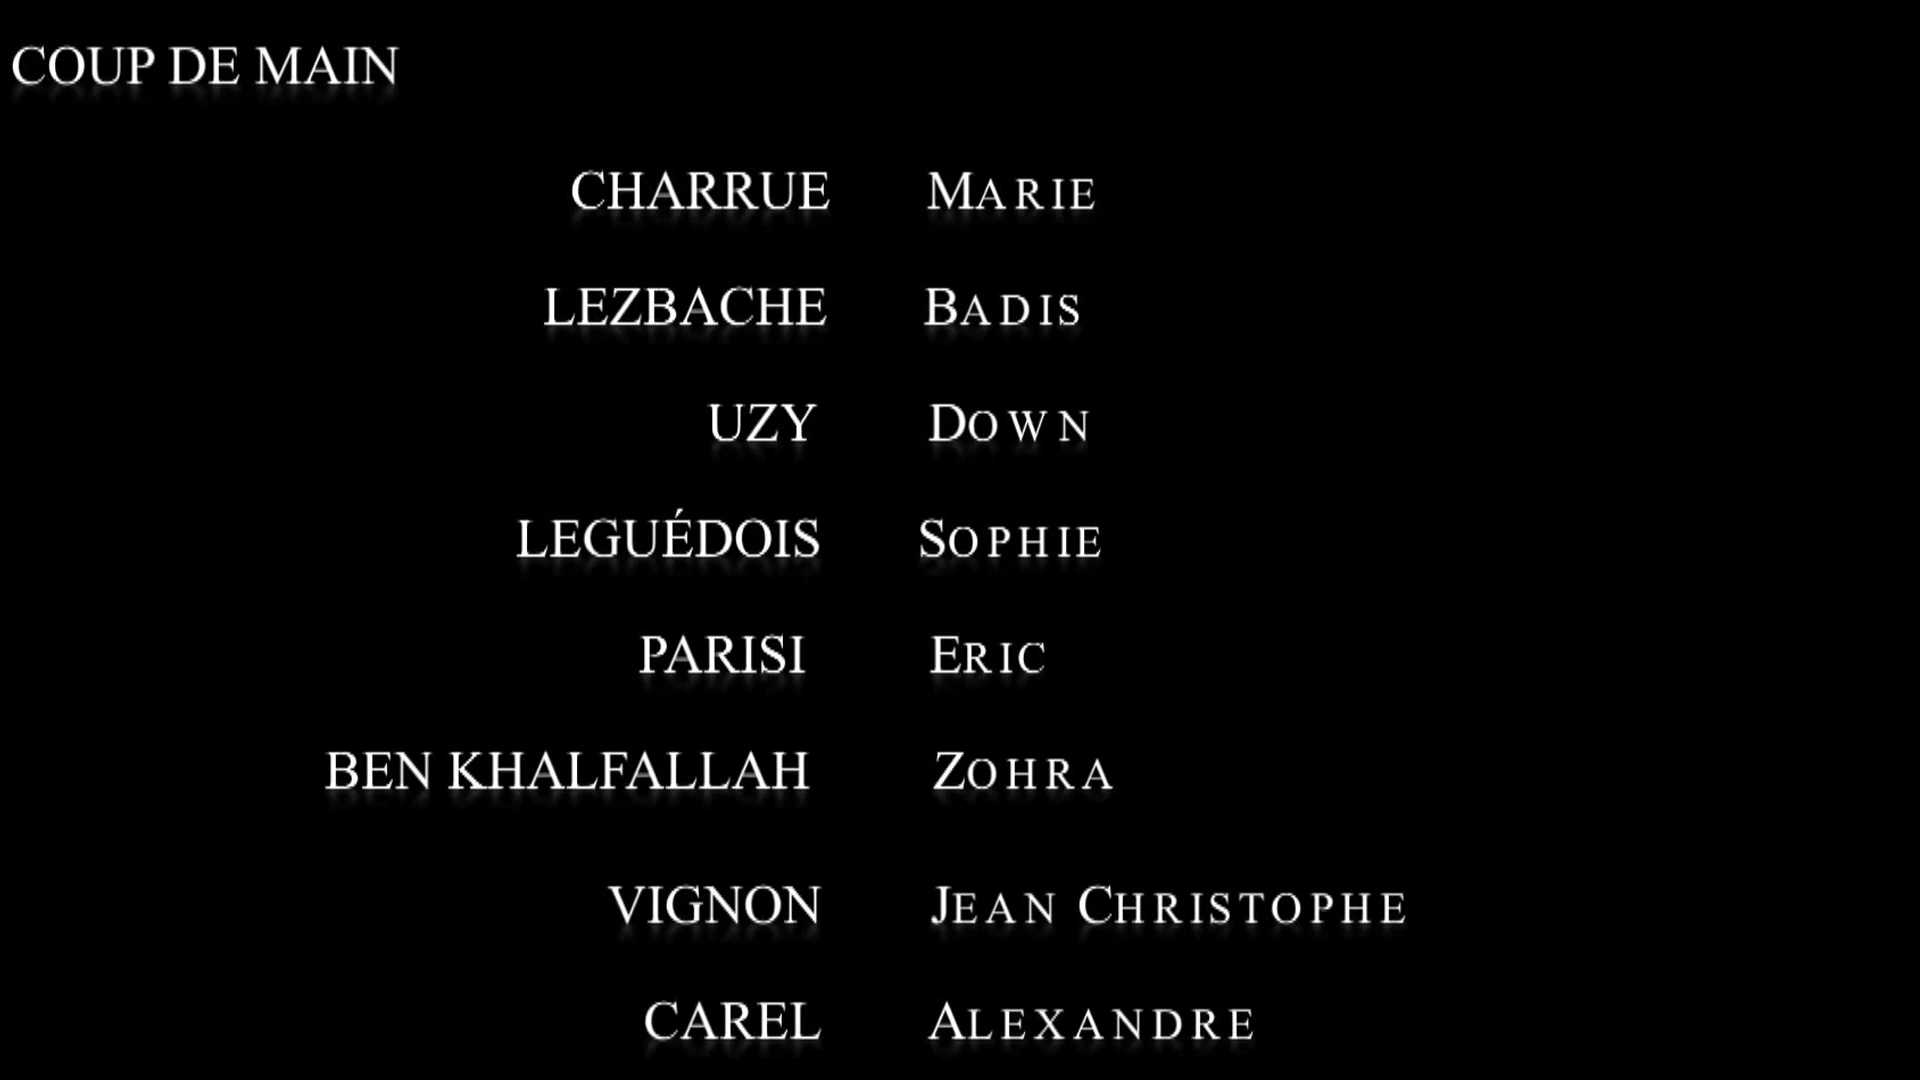 COUP DE MAIN
CHARRUE MARIE
LEZBACHE BADIS
UZY DOWN
LEGUÉDOIS SOPHIE
PARISI ERIC
BEN KHALFALLAH ZOHRA
VIGNON JEAN CHRISTOPHE
CAREL ALEXANDRE